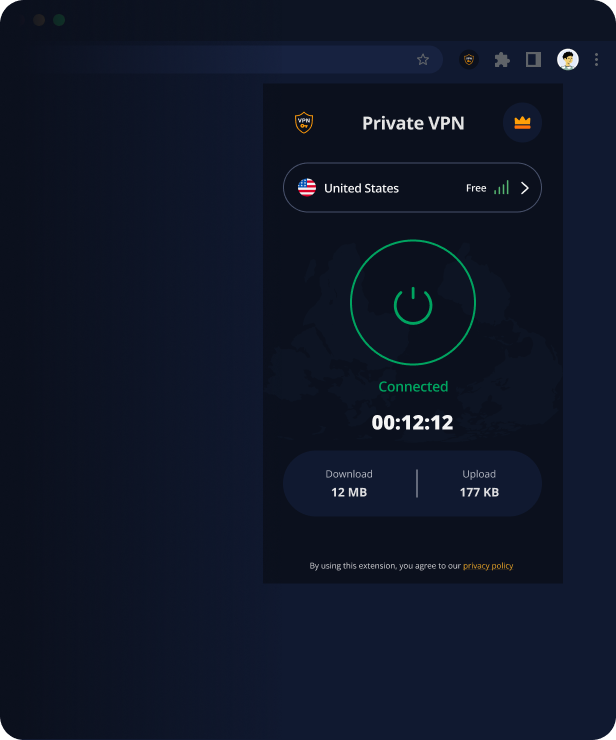 VPN
Private VPN
United States
Free
Connected
00:12:12
Download
Upload
12 MB
177 KB
By using this extension, you agree to our privacy policy